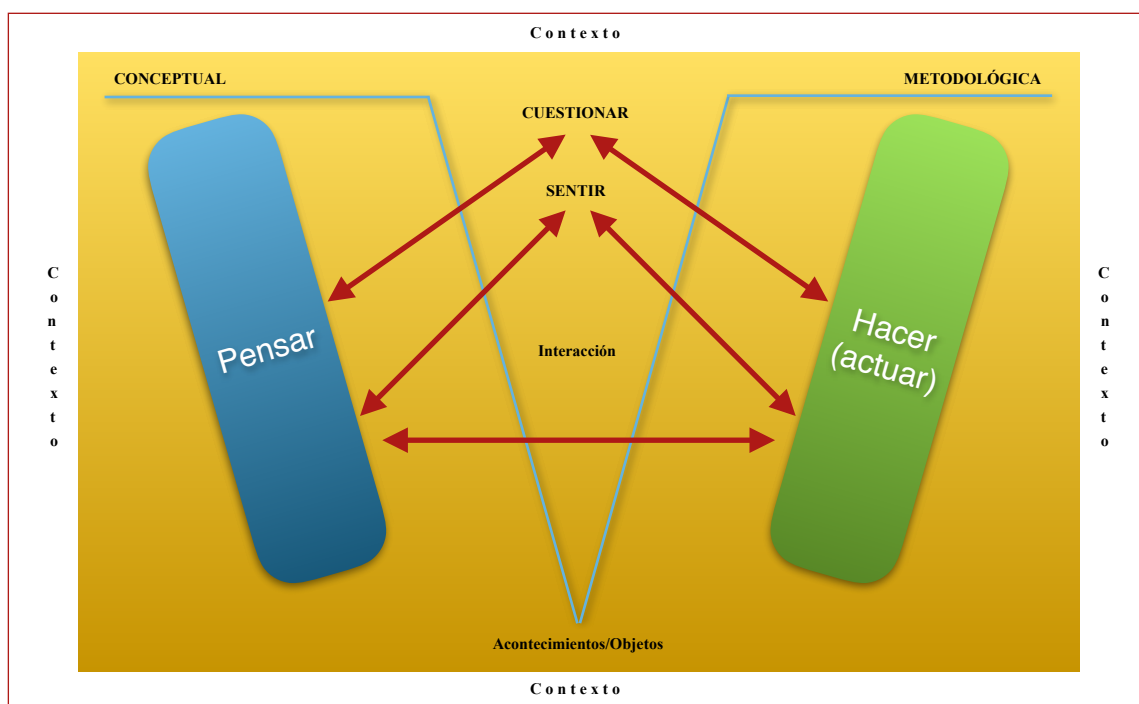 Contexto
CONCEPTUAL
METODOLÓGICA
CUESTIONAR
SENTIR
Contexto
Contexto
Pensar
Interacción
Hacer
(actuar)
Acontecimientos/Objetos
Contexto